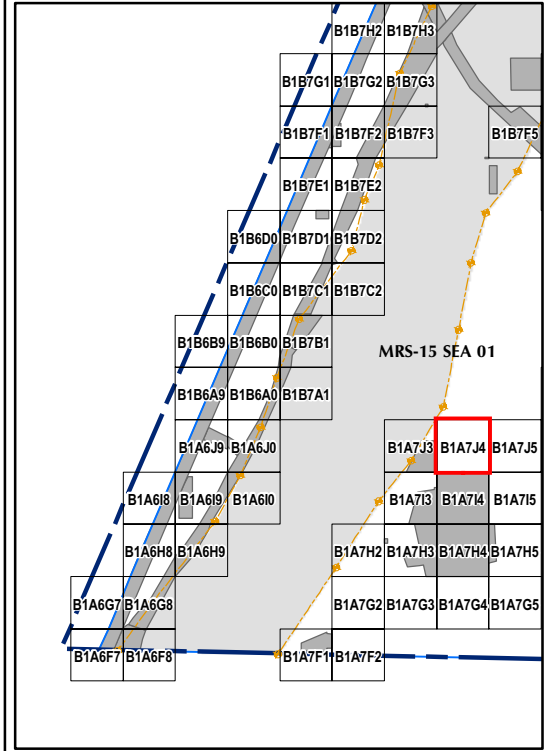 B1B7H2 B1B7H3
B1B7G1 B1B7G2 B1B7G3
B1B7F1 B1B7F2 B1B7F3 B1B7F5
B1B7E1 B1B7E2
B1B6D0 B1B7D1 B1B7D2
B1B6C0 B1B7C1 B1B7C2
B1B6B9 B1B6B0 B1B7B1
MRS-15 SEA 01
B1B6A9 B1B6A0 B1B7A1
B1A6J9 B1A6J0 B1A7J3 B1A7J4 B1A7J5
B1A6I8 B1A6I9 B1A6I0 B1A7I3 B1A7I4 B1A7I5
B1A6H8 B1A6H9 B1A7H2 B1A7H3 B1A7H4 B1A7H5
B1A6G7 B1A6G8 B1A7G2 B1A7G3 B1A7G4 B1A7G5
B1A6F7 B1A6F8 B1A7F1 B1A7F2